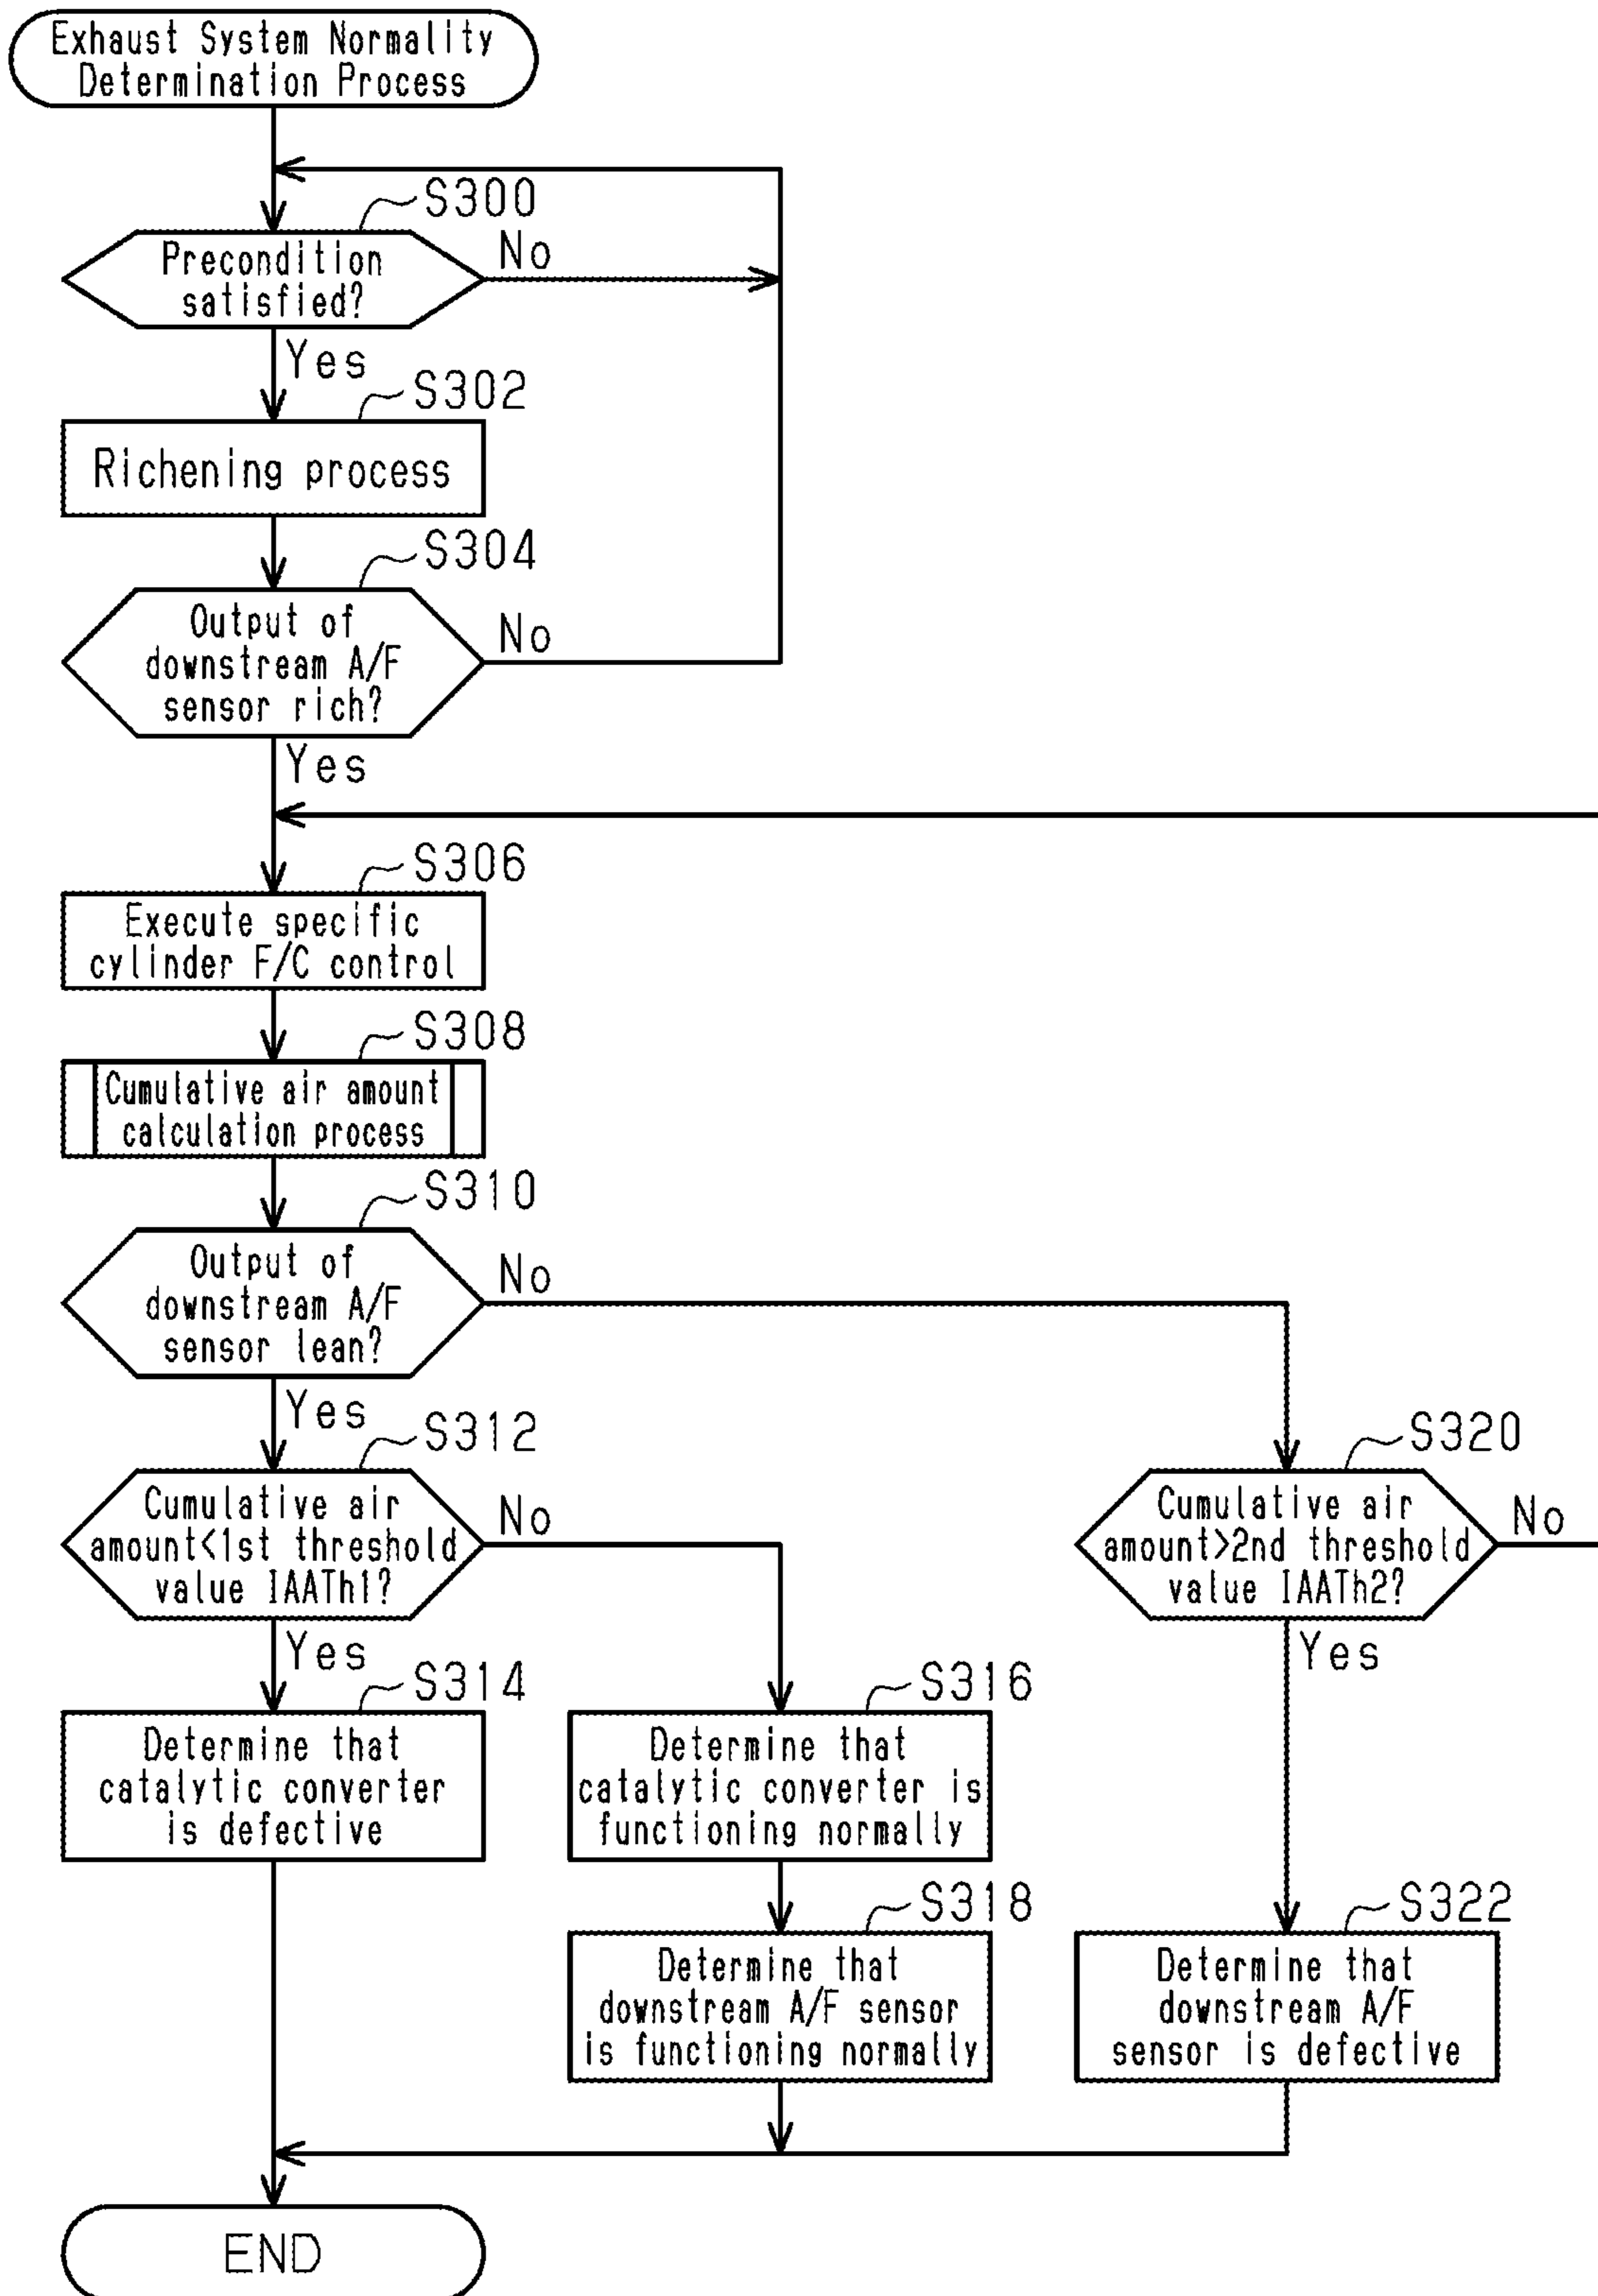 Exhaust System Normality
Determination Process
S300
Precondition
satisfied?
No
Yes
S302
Richening process
S304
Output of
downstream A/F
sensor rich?
No
Yes
S306
Execute specific
cylinder F/C control
S308
Cumulative air amount
calculation process
S310
Output of
downstream A/F
sensor lean?
No
Yes
S312
Cumulative air
amount<1st threshold
value IAATh1?
No
Yes
S320
Cumulative air
amount>2nd threshold
value IAATh2?
No
Yes
S314
Determine that
catalytic converter
is defective
S316
Determine that
catalytic converter is
functioning normally
S318
Determine that
downstream A/F sensor
is functioning normally
S322
Determine that
downstream A/F
sensor is defective
END